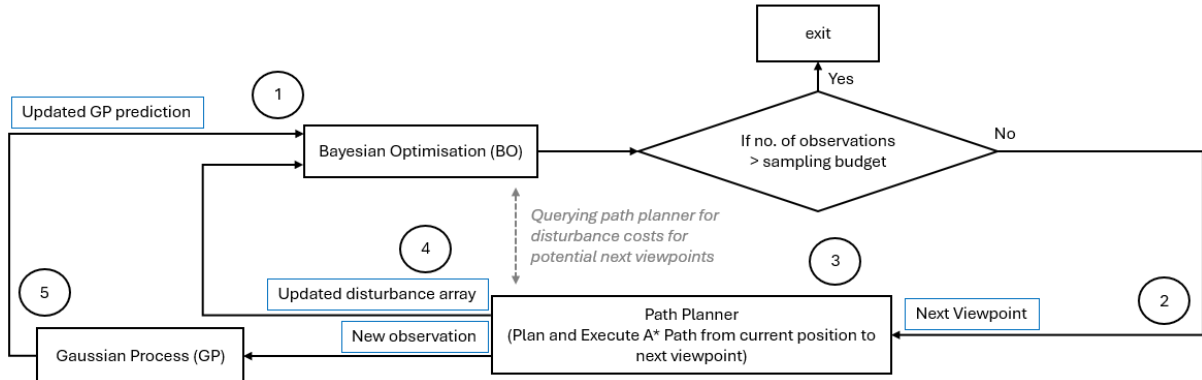 exit
Yes
1
Updated GP prediction
Bayesian Optimisation (BO)
If no. of observations
> sampling budget
No
Querying path planner for
disturbance costs for
potential next viewpoints
4
3
5
2
Updated disturbance array
New observation
Path Planner
(Plan and Execute A* Path from current position to
next viewpoint)
Next Viewpoint
Gaussian Process (GP)